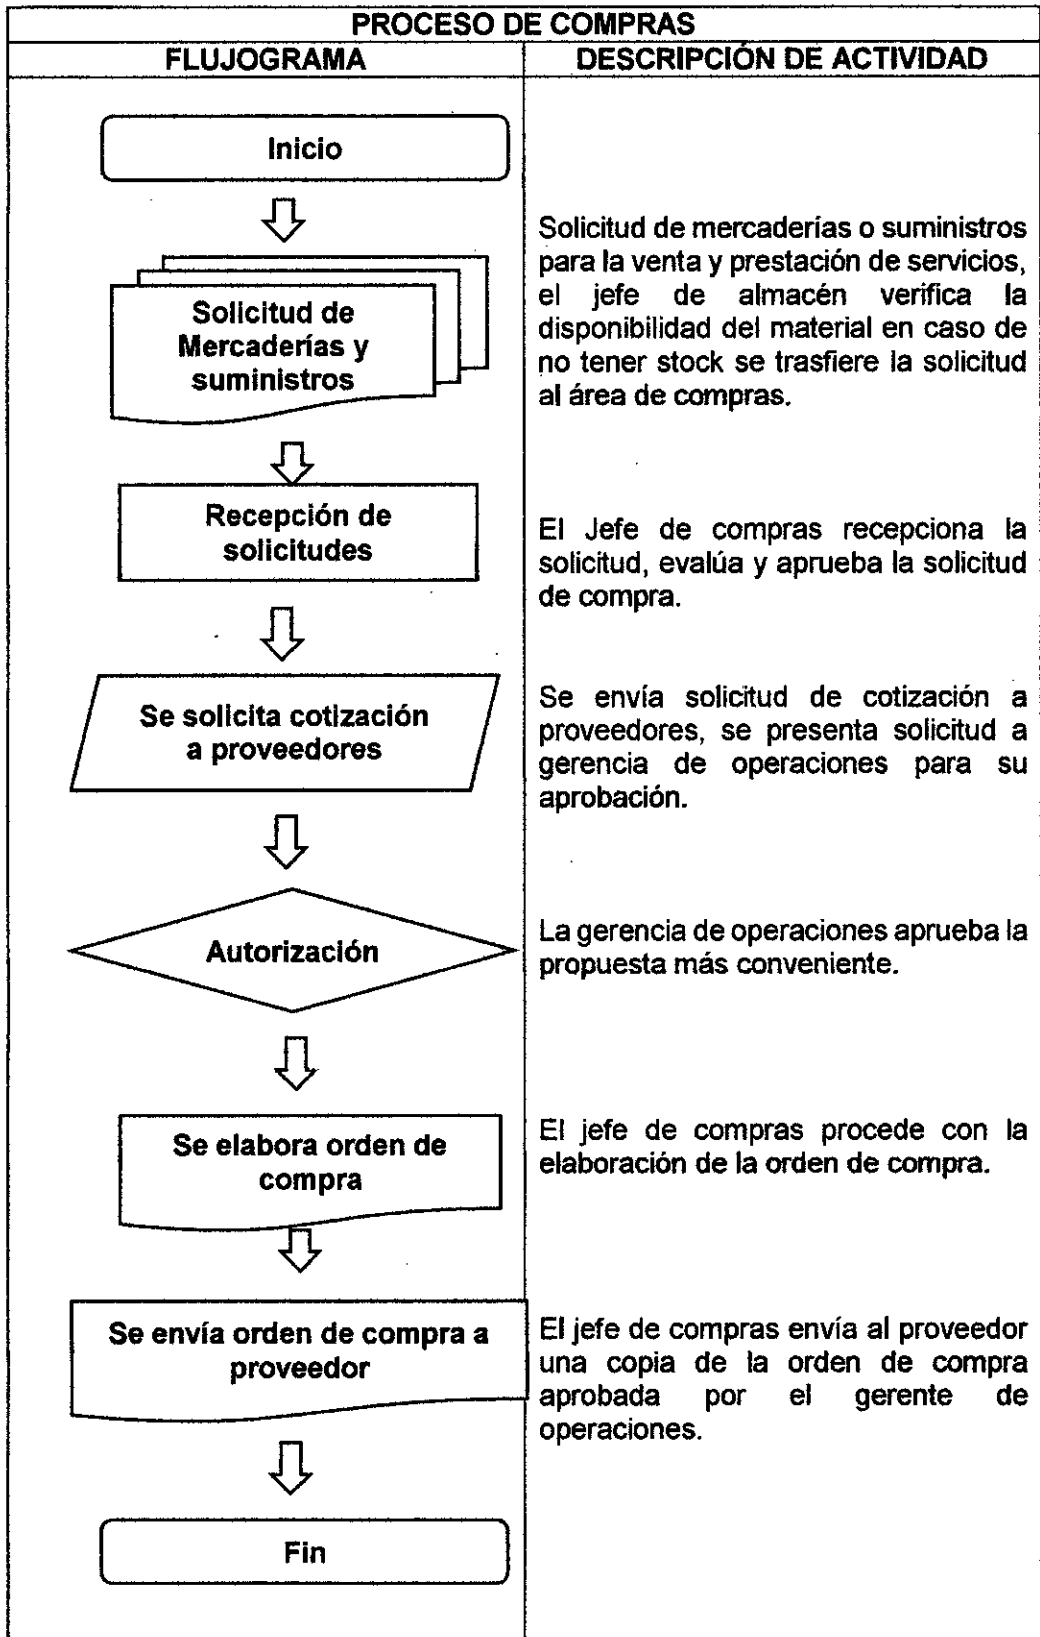 PROCESO DE COMPRAS
FLUJOGRAMA
DESCRIPCIÓN DE ACTIVIDAD
Inicio
Solicitud de mercaderías o suministros
para la venta y prestación de servicios,
el jefe de almacén verifica la
disponibilidad del material en caso de
no tener stock se trasfiere la solicitud
al área de compras.
Solicitud de
Mercaderías y
suministros
Recepción de
solicitudes
El Jefe de compras recepciona la
solicitud, evalúa y aprueba la solicitud
de compra.
Se solicita cotización
a proveedores
Se envía solicitud de cotización a
proveedores, se presenta solicitud a
gerencia de operaciones para su
aprobación.
Autorización
La gerencia de operaciones aprueba la
propuesta más conveniente.
Se elabora orden de
compra
El jefe de compras procede con la
elaboración de la orden de compra.
Se envía orden de compra a
proveedor
El jefe de compras envía al proveedor
una copia de la orden de compra
aprobada por el gerente de
operaciones.
Fin